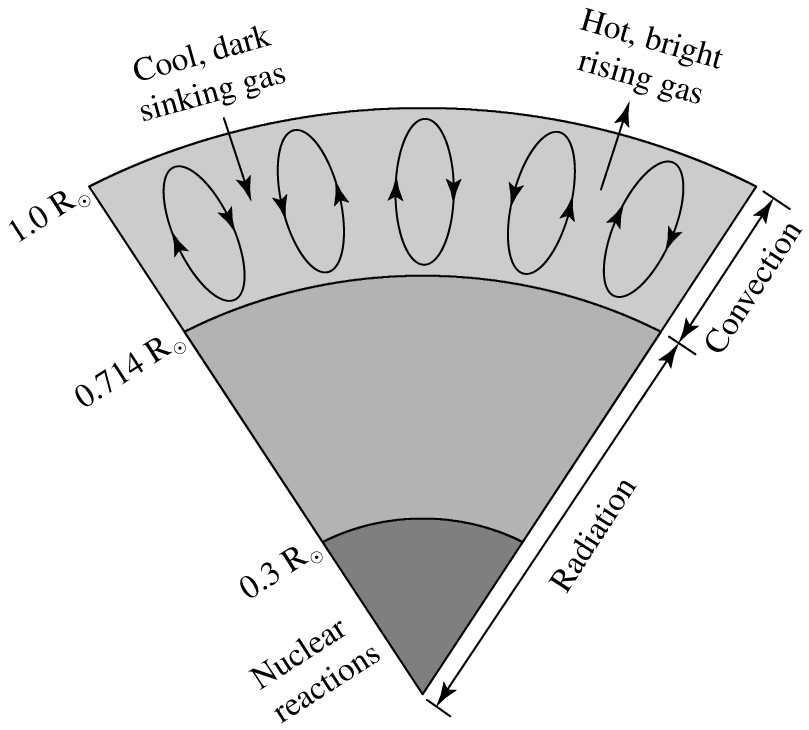 Cool, dark
sinking gas
Hot, bright
rising gas
1.0 R☉
Convection
0.714 R☉
Radiation
0.3 R☉
Nuclear
reactions